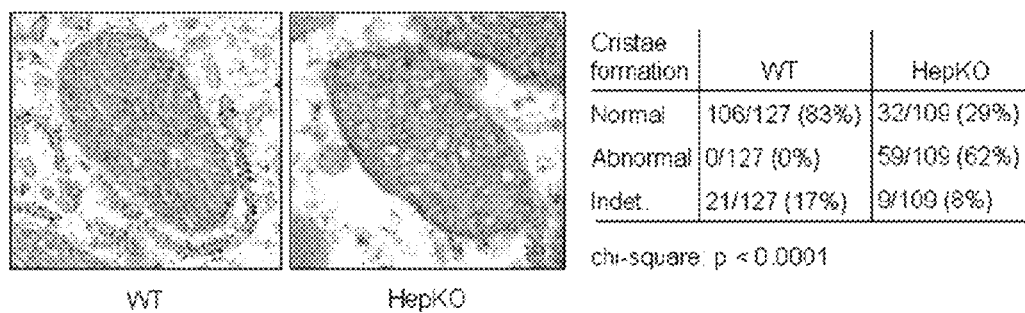 Cristae
formation WT HepKO
Normal 106/127 (83%) 32/109 (29%)
Abnormal 0/127 (0%) 59/109 (62%)
Indet. 21/127 (17%) 9/109 (8%)
chi-square: p < 0.0001
WT HepKO